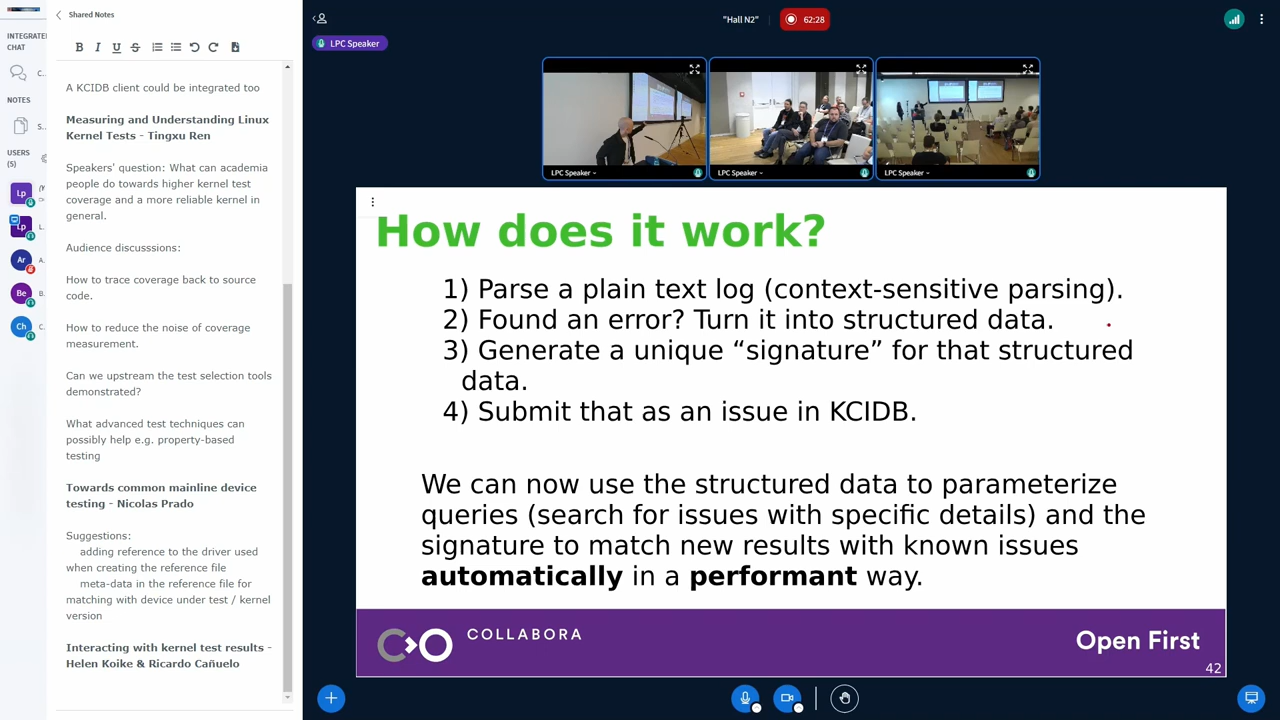 INTEGRATE
CHAT
C...
NOTES
S...
USERS
(5)
Lp
Lp
L...
Ar
A...
Be
B...
Ch
C...
Shared Notes
B I U S
A KCIDB client could be integrated too
Measuring and Understanding Linux
Kernel Tests - Tingxu Ren
Speakers' question: What can academia
people do towards higher kernel test
coverage and a more reliable kernel in
general.
Audience discusssions:
How to trace coverage back to source
code.
How to reduce the noise of coverage
measurement.
Can we upstream the test selection tools
demonstrated?
What advanced test techniques can
possibly help e.g. property-based
testing
Towards common mainline device
testing - Nicolas Prado
Suggestions:
adding reference to the driver used
when creating the reference file
meta-data in the reference file for
matching with device under test / kernel
version
Interacting with kernel test results -
Helen Koike & Ricardo Cañuelo
"Hall N2"
62:28
LPC Speaker
LPC Speaker
LPC Speaker
LPC Speaker
How does it work?
1) Parse a plain text log (context-sensitive parsing).
2) Found an error? Turn it into structured data.
3) Generate a unique “signature” for that structured
data.
4) Submit that as an issue in KCIDB.
We can now use the structured data to parameterize
queries (search for issues with specific details) and the
signature to match new results with known issues
automatically in a performant way.
COLLABORA
Open First
42